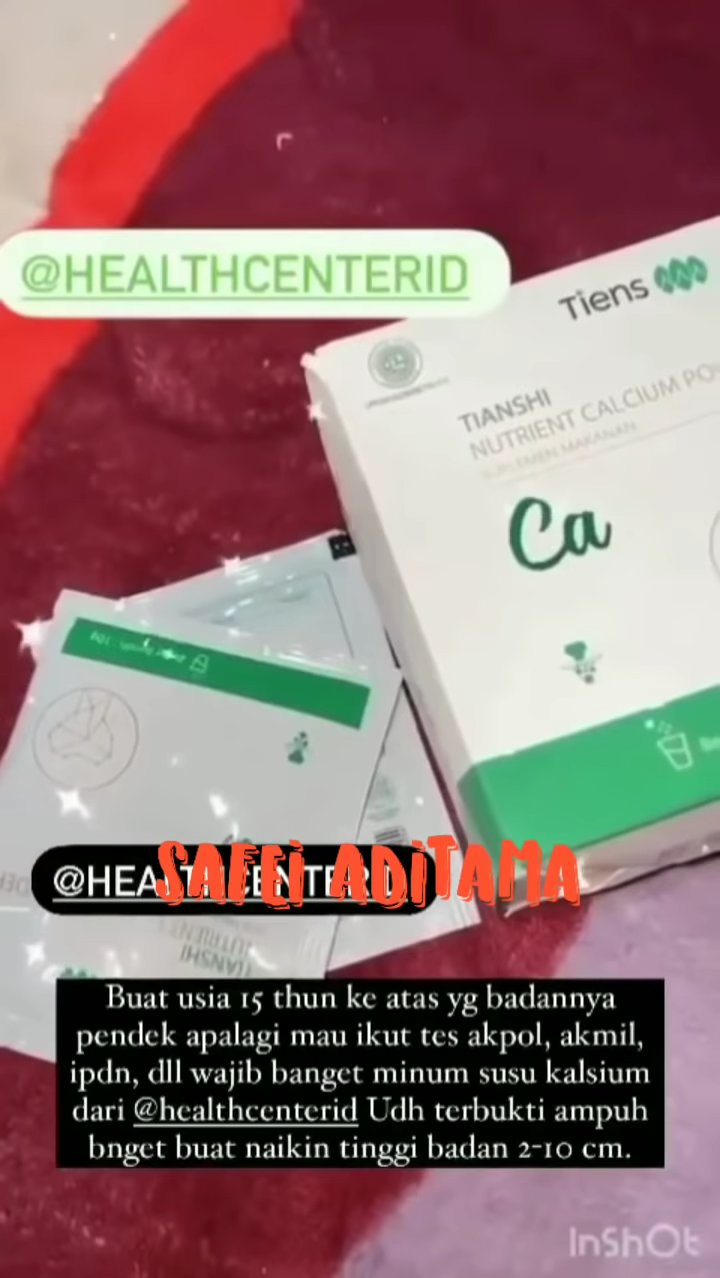 @HEALTHCENTERID
Tiens
TIANSHI
NUTRIENT CALCIUM
SUPLEMEN MAKANAN
Ca
@HEALTHCENTERID
SAFEi ADiTAMA
TIANSHI
Buat usia 15 thun ke atas yg badannya
pendek apalagi mau ikut tes akpol, akmil,
ipdn, dll wajib banget minum susu kalsium
dari @healthcenterid Udh terbukti ampuh
bnget buat naikin tinggi badan 2-10 cm.
InShOt